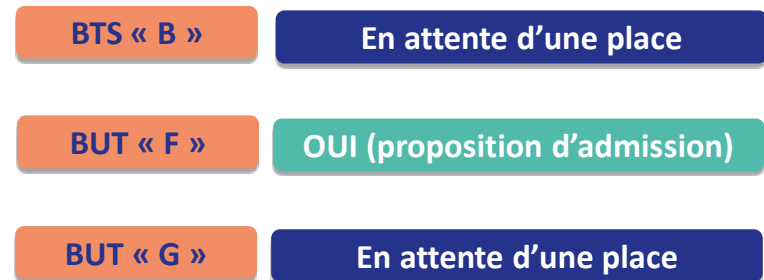 BTS « B » En attente d’une place
BUT « F » OUI (proposition d’admission)
BUT « G » En attente d’une place